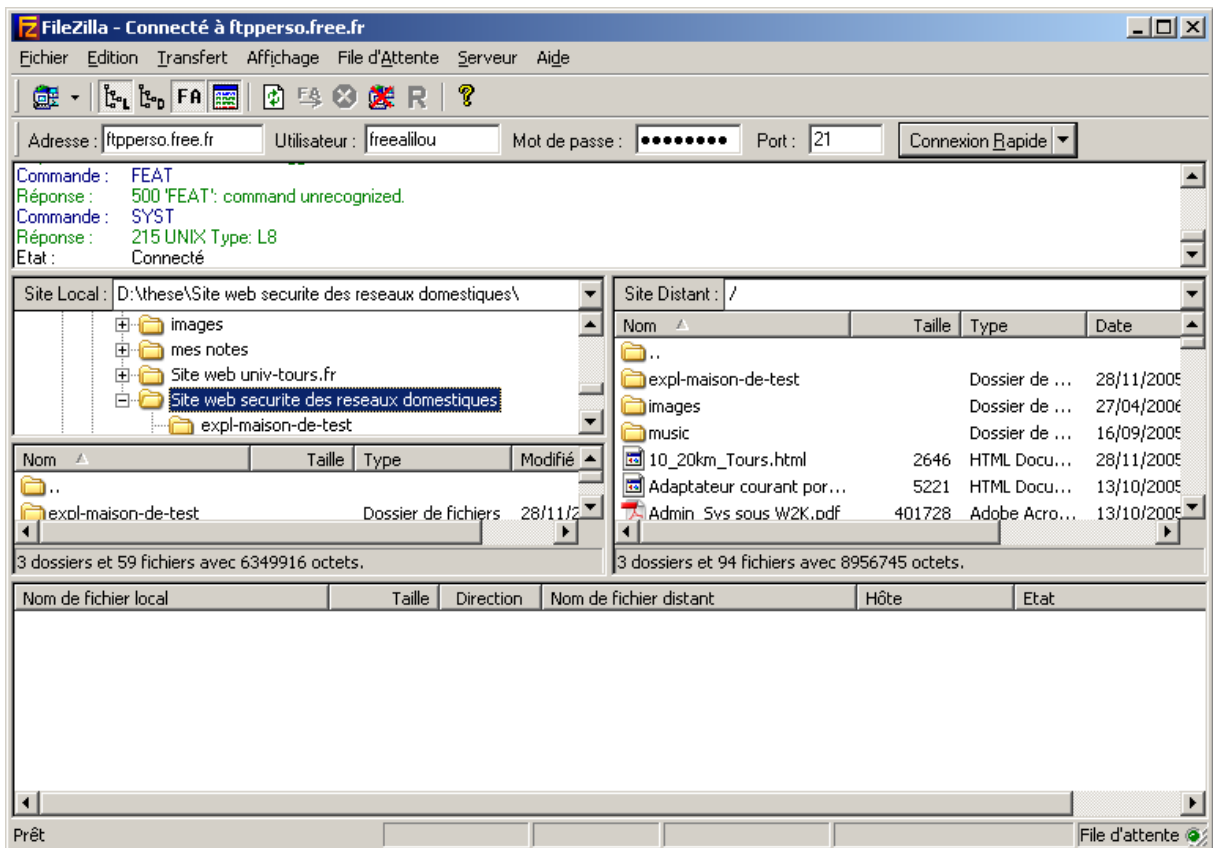 FileZilla - Connecté à ftpperso.free.fr
Fichier Edition Transfert Affichage File d'Attente Serveur Aide
L D FA R ?
Adresse : ftpperso.free.fr Utilisateur : freealilou Mot de passe : ●●●●●●●● Port : 21 Connexion Rapide
Commande : FEAT
Réponse : 500 'FEAT': command unrecognized.
Commande : SYST
Réponse : 215 UNIX Type: L8
Etat : Connecté
Site Local : D:\these\Site web securite des reseaux domestiques\
images
mes notes
Site web univ-tours.fr
Site web securite des reseaux domestiques
expl-maison-de-test
Nom Taille Type Modifié
..
expl-maison-de-test Dossier de fichiers 28/11/2
3 dossiers et 59 fichiers avec 6349916 octets.
Site Distant : /
Nom Taille Type Date
..
expl-maison-de-test Dossier de ... 28/11/2005
images Dossier de ... 27/04/2006
music Dossier de ... 16/09/2005
10_20km_Tours.html 2646 HTML Docu... 28/11/2005
Adaptateur courant por... 5221 HTML Docu... 13/10/2005
Admin Sys sous W2K.pdf 401728 Adobe Acro... 13/10/2005
3 dossiers et 94 fichiers avec 8956745 octets.
Nom de fichier local Taille Direction Nom de fichier distant Hôte Etat
Prêt File d'attente